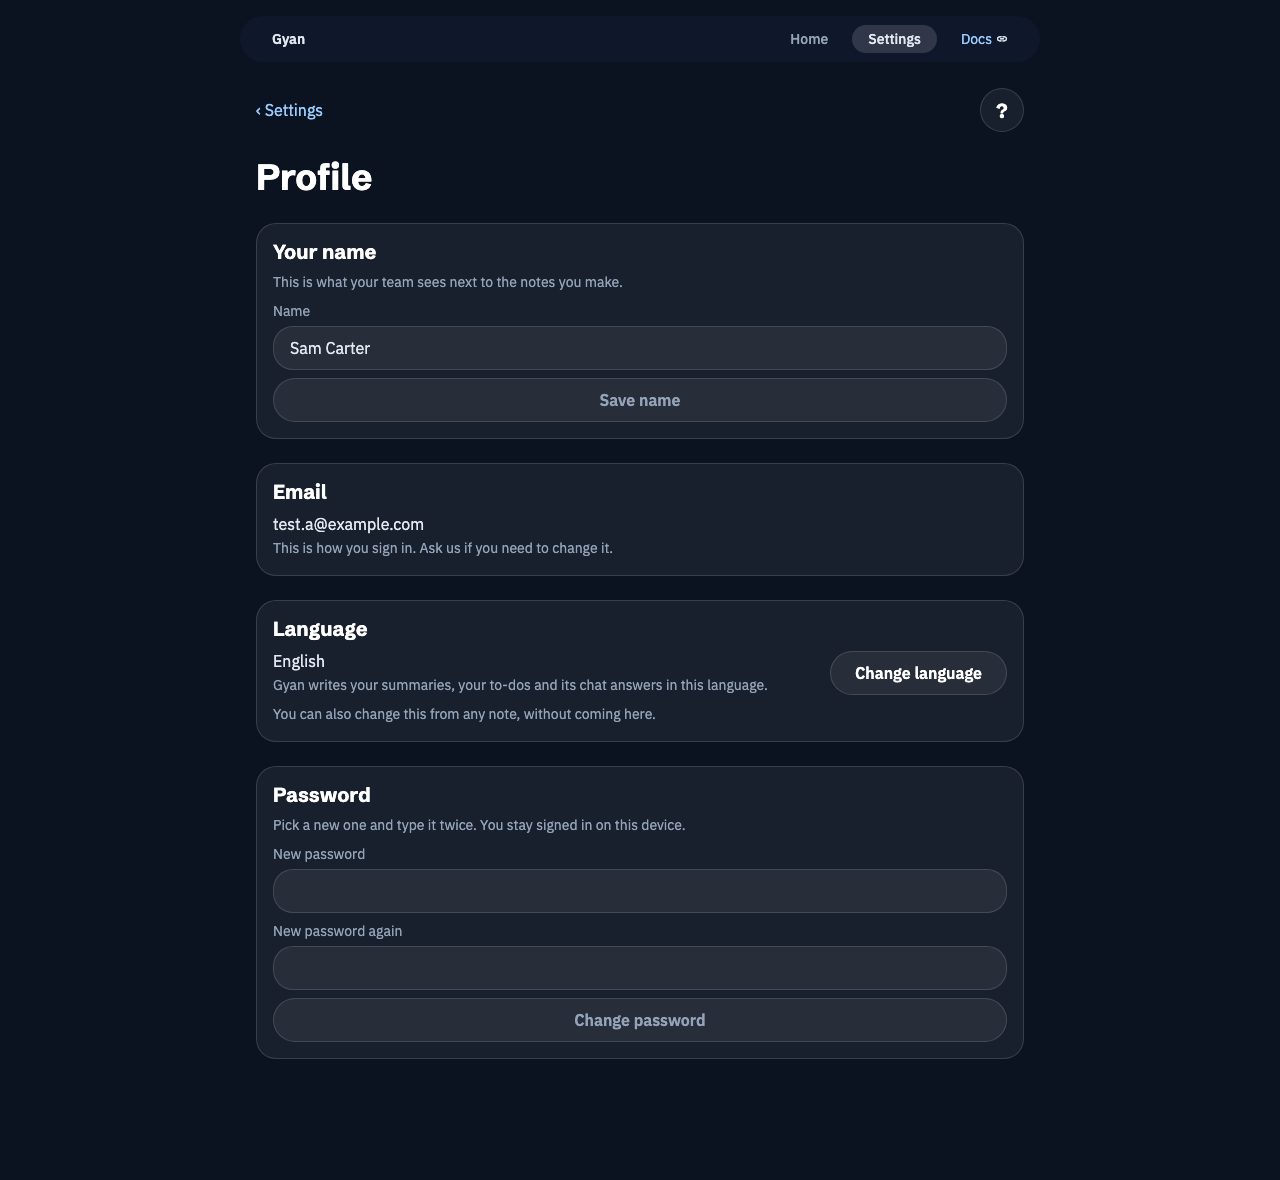 Gyan
Home
Settings
Docs
‹ Settings
?
Profile
Your name
This is what your team sees next to the notes you make.
Name
Sam Carter
Save name
Email
test.a@example.com
This is how you sign in. Ask us if you need to change it.
Language
English
Gyan writes your summaries, your to-dos and its chat answers in this language.
Change language
You can also change this from any note, without coming here.
Password
Pick a new one and type it twice. You stay signed in on this device.
New password
New password again
Change password